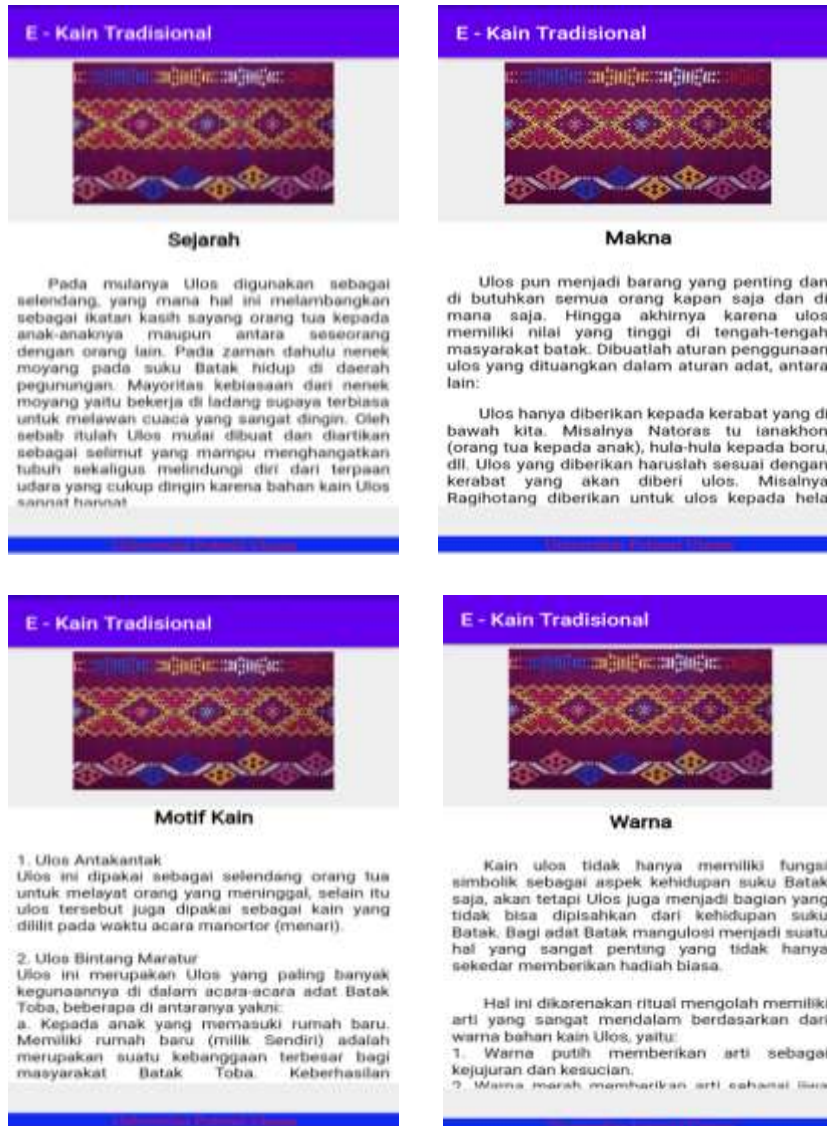 E - Kain Tradisional
Sejarah
Pada mulanya Ulos digunakan sebagai
selendang, yang mana hal ini melambangkan
sebagai ikatan kasih sayang orang tua kepada
anak-anaknya maupun antara seseorang
dengan orang lain. Pada zaman dahulu nenek
moyang pada suku Batak hidup di daerah
pegunungan. Mayoritas kebiasaan dari nenek
moyang yaitu bekerja di ladang supaya terbiasa
untuk melawan cuaca yang sangat dingin. Oleh
sebab itulah Ulos mulai dibuat dan diartikan
sebagai selimut yang mampu menghangatkan
tubuh sekaligus melindungi diri dari terpaan
udara yang cukup dingin karena bahan kain Ulos
sangat hangat
E - Kain Tradisional
Makna
Ulos pun menjadi barang yang penting dan
di butuhkan semua orang kapan saja dan di
mana saja. Hingga akhirnya karena ulos
memiliki nilai yang tinggi di tengah-tengah
masyarakat batak. Dibuatlah aturan penggunaan
ulos yang dituangkan dalam aturan adat, antara
lain:
Ulos hanya diberikan kepada kerabat yang di
bawah kita. Misalnya Natoras tu ianakhon
(orang tua kepada anak), hula-hula kepada boru,
dll. Ulos yang diberikan haruslah sesuai dengan
kerabat yang akan diberi ulos. Misalnya
Ragihotang diberikan untuk ulos kepada hela
E - Kain Tradisional
Motif Kain
1. Ulos Antakantak
Ulos ini dipakai sebagai selendang orang tua
untuk melayat orang yang meninggal, selain itu
ulos tersebut juga dipakai sebagai kain yang
dililit pada waktu acara manortor (menari).
2. Ulos Bintang Maratur
Ulos ini merupakan Ulos yang paling banyak
kegunaannya di dalam acara-acara adat Batak
Toba, beberapa di antaranya yakni:
a. Kepada anak yang memasuki rumah baru.
Memiliki rumah baru (milik Sendiri) adalah
merupakan suatu kebanggaan terbesar bagi
masyarakat Batak Toba. Keberhasilan
E - Kain Tradisional
Warna
Kain ulos tidak hanya memiliki fungsi
simbolik sebagai aspek kehidupan suku Batak
saja, akan tetapi Ulos juga menjadi bagian yang
tidak bisa dipisahkan dari kehidupan suku
Batak. Bagi adat Batak mangulosi menjadi suatu
hal yang sangat penting yang tidak hanya
sekedar memberikan hadiah biasa.
Hal ini dikarenakan ritual mengolah memiliki
arti yang sangat mendalam berdasarkan dari
warna bahan kain Ulos, yaitu:
1. Warna putih memberikan arti sebagai
kejujuran dan kesucian.
2. Warna merah memberikan arti sebagai jiwa